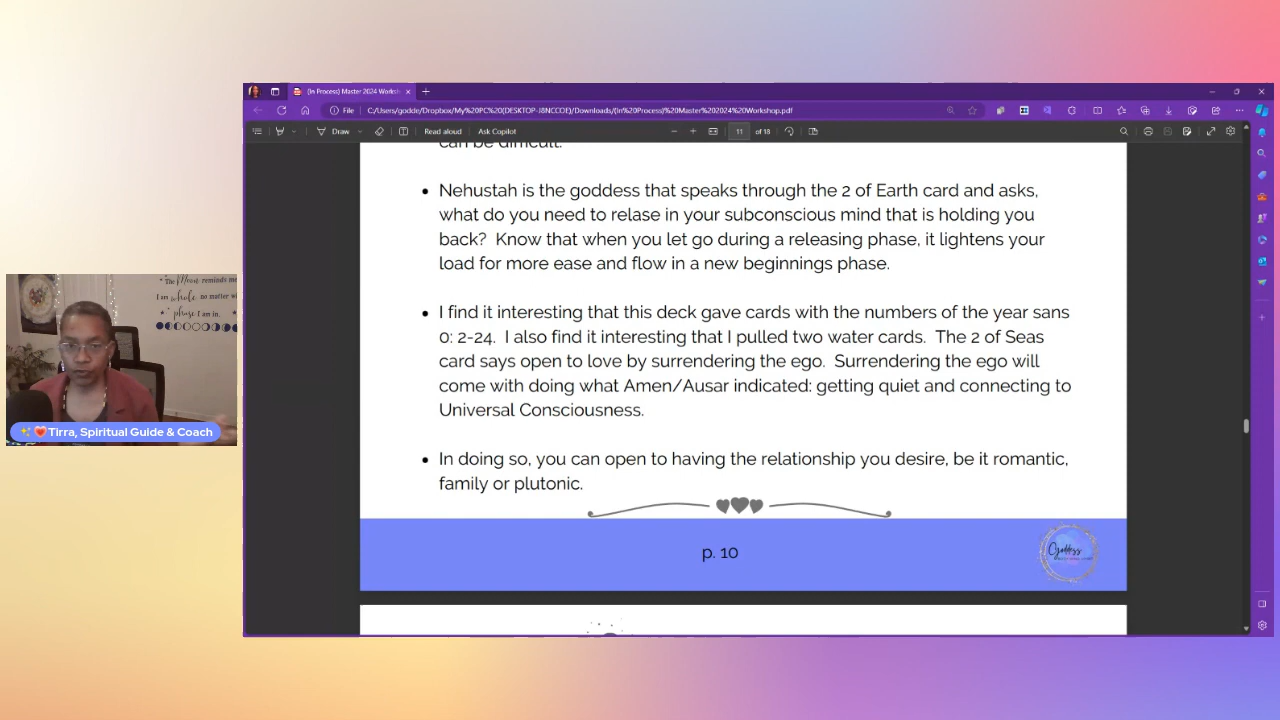 (In Process) Master 2024 Worksh
File
C:/Users/godde/Dropbox/My%20PC%20(DESKTOP-J8NCCOE)/Downloads/(In%20Process)%20Master%202024%20Workshop.pdf
Draw
Read aloud
Ask Copilot
11 of 18
can be difficult.
• Nehustah is the goddess that speaks through the 2 of Earth card and asks,
what do you need to relase in your subconscious mind that is holding you
back? Know that when you let go during a releasing phase, it lightens your
load for more ease and flow in a new beginnings phase.
• I find it interesting that this deck gave cards with the numbers of the year sans
0: 2-24. I also find it interesting that I pulled two water cards. The 2 of Seas
card says open to love by surrendering the ego. Surrendering the ego will
come with doing what Amen/Ausar indicated: getting quiet and connecting to
Universal Consciousness.
• In doing so, you can open to having the relationship you desire, be it romantic,
family or plutonic.
p. 10
Goddess
"The Moon reminds me
I am whole no matter wh
phase I am in.
Tirra, Spiritual Guide & Coach